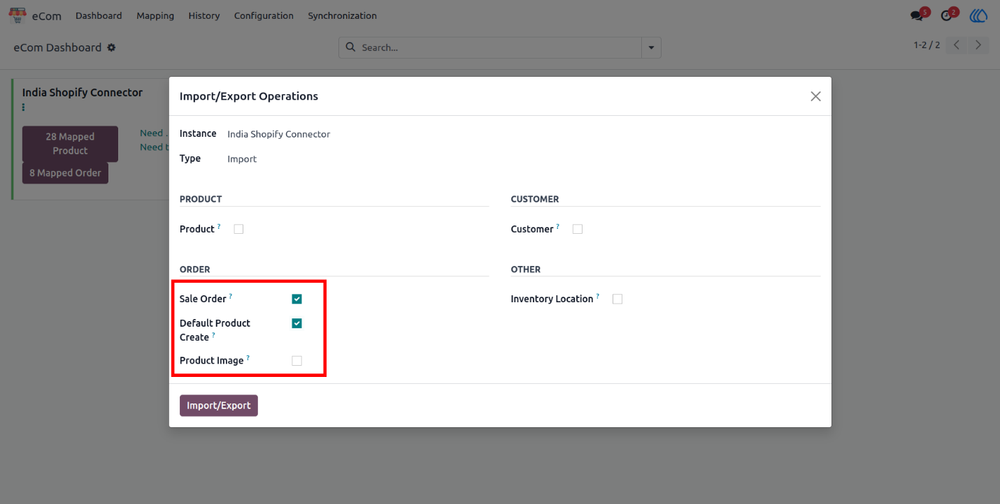 eCom Dashboard Mapping History Configuration Synchronization 5 2
eCom Dashboard Search... 1-2 / 2
India Shopify Connector
28 Mapped
Product
8 Mapped Order
Need .
Need t
Import/Export Operations
Instance India Shopify Connector
Type Import
PRODUCT
Product ?
CUSTOMER
Customer ?
ORDER
Sale Order ?
Default Product
Create ?
Product Image ?
OTHER
Inventory Location ?
Import/Export